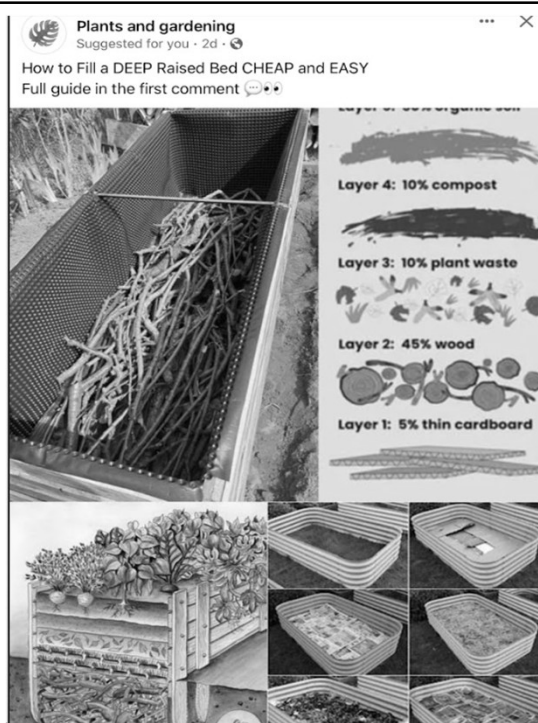 Plants and gardening
Suggested for you · 2d ·
How to Fill a DEEP Raised Bed CHEAP and EASY
Full guide in the first comment 💬👀
organic soil
Layer 4: 10% compost
Layer 3: 10% plant waste
Layer 2: 45% wood
Layer 1: 5% thin cardboard